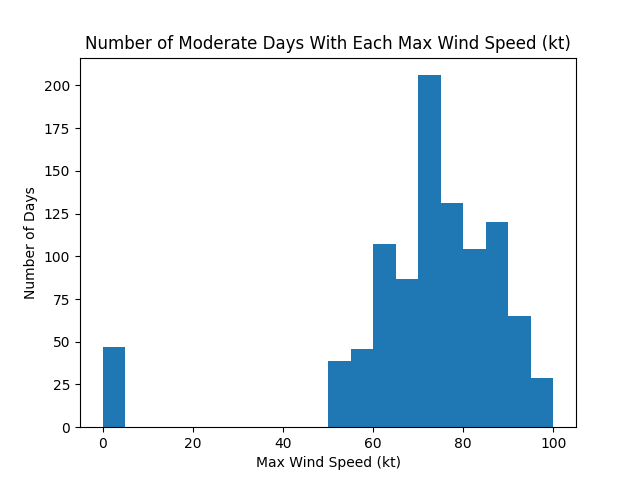 Number of Moderate Days With Each Max Wind Speed (kt)
200
175
150
125
100
75
50
25
0
Number of Days
0 20 40 60 80 100
Max Wind Speed (kt)